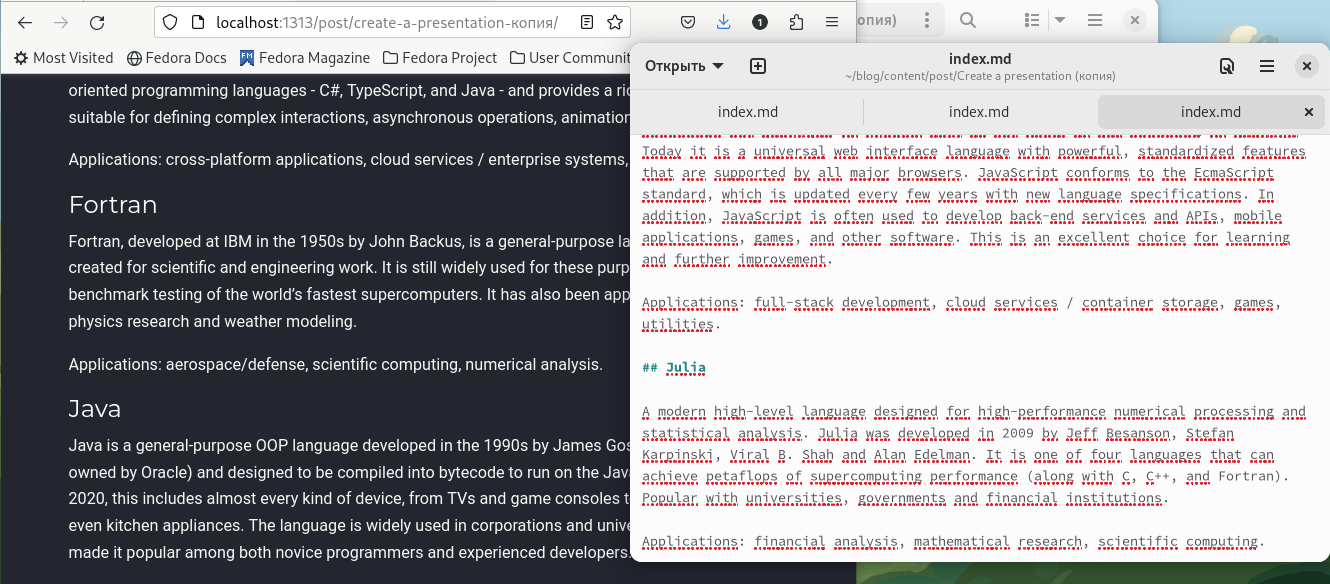 localhost:1313/post/create-a-presentation-копия/
1
опия)
Most Visited
Fedora Docs
Fedora Magazine
Fedora Project
User Communit
oriented programming languages - C#, TypeScript, and Java - and provides a ric
suitable for defining complex interactions, asynchronous operations, animation
Applications: cross-platform applications, cloud services / enterprise systems,
Fortran
Fortran, developed at IBM in the 1950s by John Backus, is a general-purpose la
created for scientific and engineering work. It is still widely used for these purp
benchmark testing of the world's fastest supercomputers. It has also been app
physics research and weather modeling.
Applications: aerospace/defense, scientific computing, numerical analysis.
Java
Java is a general-purpose OOP language developed in the 1990s by James Gos
owned by Oracle) and designed to be compiled into bytecode to run on the Jav
2020, this includes almost every kind of device, from TVs and game consoles t
even kitchen appliances. The language is widely used in corporations and unive
made it popular among both novice programmers and experienced developers.
Открыть
index.md
~/blog/content/post/Create a presentation (копия)
index.md
index.md
index.md
Today it is a universal web interface language with powerful, standardized features
that are supported by all major browsers. JavaScript conforms to the EcmaScript
standard, which is updated every few years with new language specifications. In
addition, JavaScript is often used to develop back-end services and APIs, mobile
applications, games, and other software. This is an excellent choice for learning
and further improvement.
Applications: full-stack development, cloud services / container storage, games,
utilities.
## Julia
A modern high-level language designed for high-performance numerical processing and
statistical analysis. Julia was developed in 2009 by Jeff Besanson, Stefan
Karpinski, Viral B. Shah and Alan Edelman. It is one of four languages that can
achieve petaflops of supercomputing performance (along with C, C++, and Fortran).
Popular with universities, governments and financial institutions.
Applications: financial analysis, mathematical research, scientific computing.